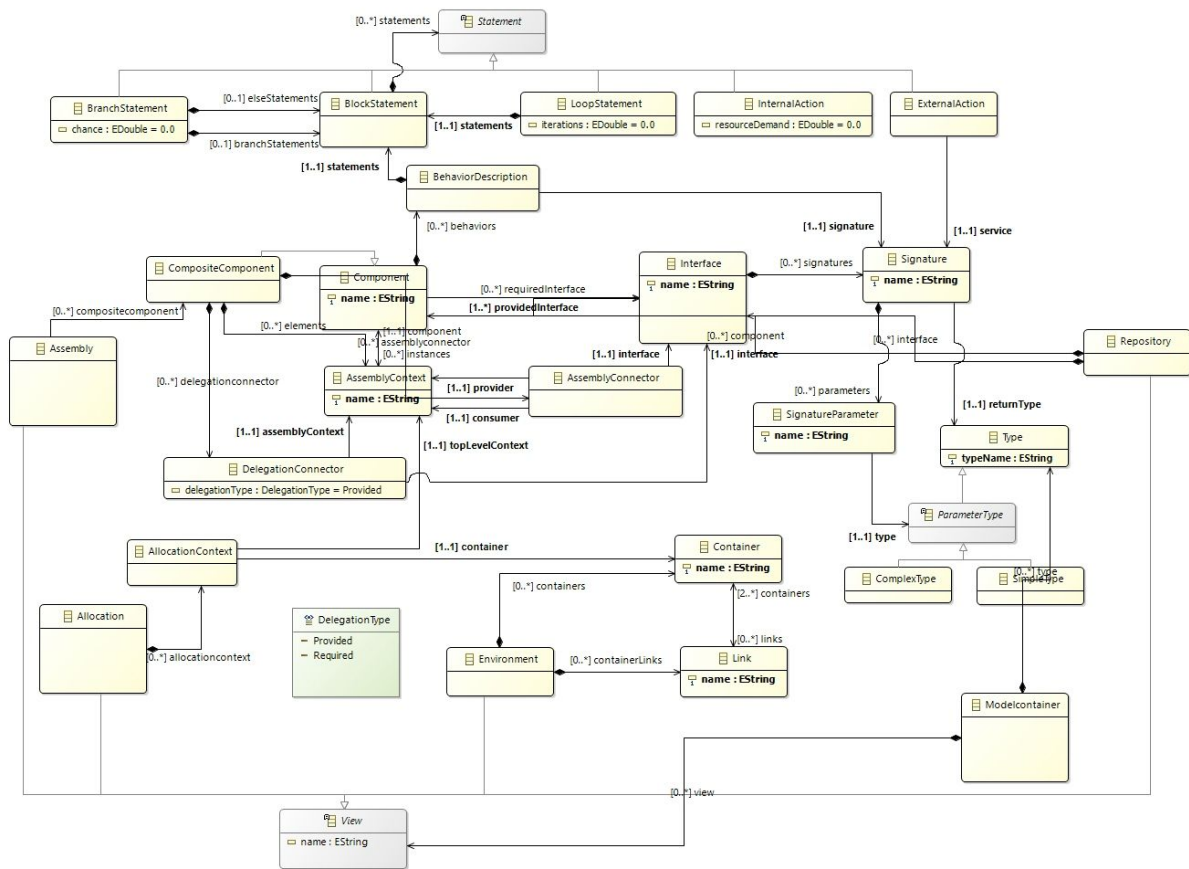 [0..*] statements
Statement
BranchStatement
chance : EDouble = 0.0
[0..1] elseStatements
[0..1] branchStatements
BlockStatement
[1..1] statements
LoopStatement
iterations : EDouble = 0.0
InternalAction
resourceDemand : EDouble = 0.0
ExternalAction
[1..1] statements
BehaviorDescription
[0..*] behaviors
[1..1] signature
[1..1] service
CompositeComponent
Component
name : EString
[0..*] requiredInterface
[1..*] providedInterface
Interface
name : EString
[0..*] signatures
Signature
name : EString
[0..*] compositecomponent
[0..*] elements
[1..1] component
[0..*] assemblyconnector
[0..*] instances
[0..*] component
[0..*] interface
Repository
Assembly
[0..*] delegationconnector
AssemblyContext
name : EString
[1..1] provider
[1..1] consumer
AssemblyConnector
[1..1] interface
[1..1] interface
[0..*] parameters
SignatureParameter
name : EString
[1..1] returnType
Type
typeName : EString
[1..1] assemblyContext
[1..1] topLevelContext
DelegationConnector
delegationType : DelegationType = Provided
[1..1] type
ParameterType
AllocationContext
[1..1] container
Container
name : EString
ComplexType
SimpleType
[0..*] type
[0..*] containers
[2..*] containers
Allocation
[0..*] allocationcontext
DelegationType
Provided
Required
Environment
[0..*] containerLinks
[0..*] links
Link
name : EString
Modelcontainer
[0..*] view
View
name : EString